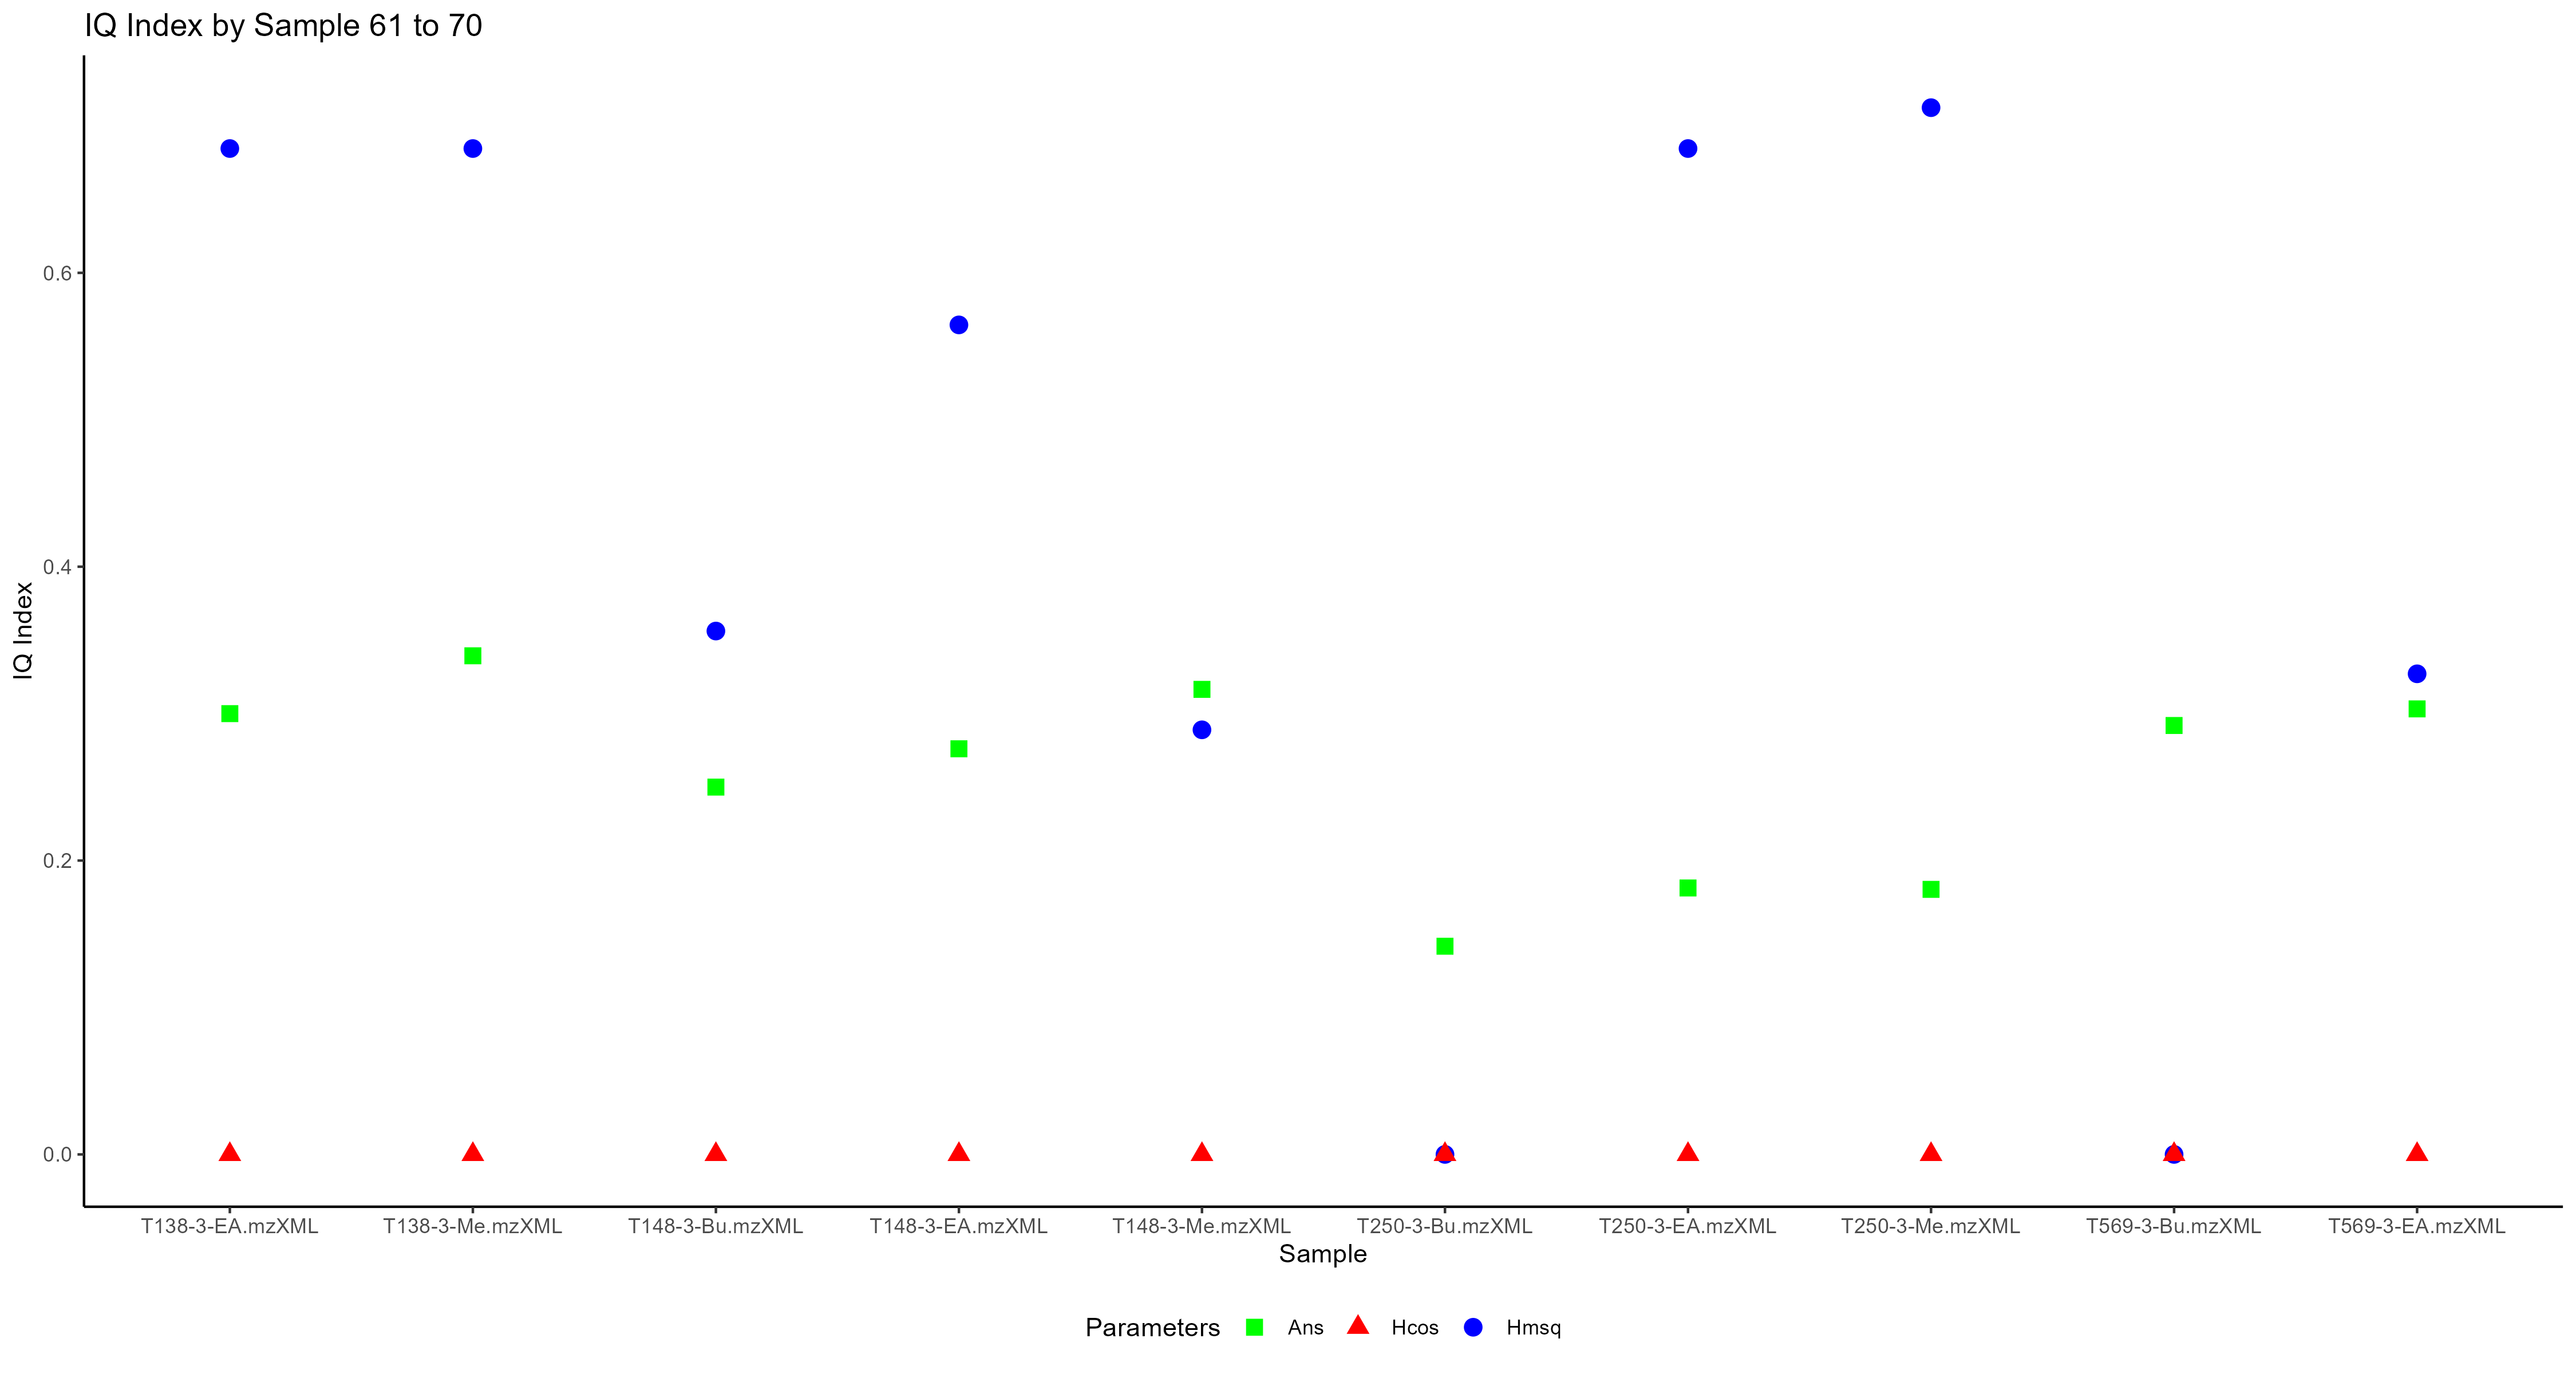 IQ Index by Sample 61 to 70
IQ Index
0.6
0.4
0.2
0.0
T138-3-EA.mzXML T138-3-Me.mzXML T148-3-Bu.mzXML T148-3-EA.mzXML T148-3-Me.mzXML T250-3-Bu.mzXML T250-3-EA.mzXML T250-3-Me.mzXML T569-3-Bu.mzXML T569-3-EA.mzXML
Sample
Parameters Ans Hcos Hmsq